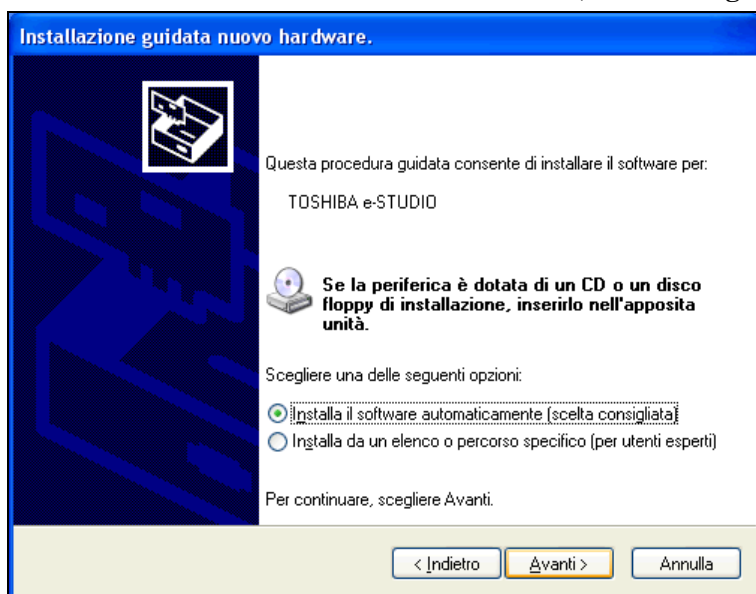 Installazione guidata nuovo hardware.
Questa procedura guidata consente di installare il software per:
TOSHIBA e-STUDIO
Se la periferica è dotata di un CD o un disco
floppy di installazione, inserirlo nell'apposita
unità.
Scegliere una delle seguenti opzioni:
Installa il software automaticamente (scelta consigliata)
Installa da un elenco o percorso specifico (per utenti esperti)
Per continuare, scegliere Avanti.
< Indietro
Avanti >
Annulla